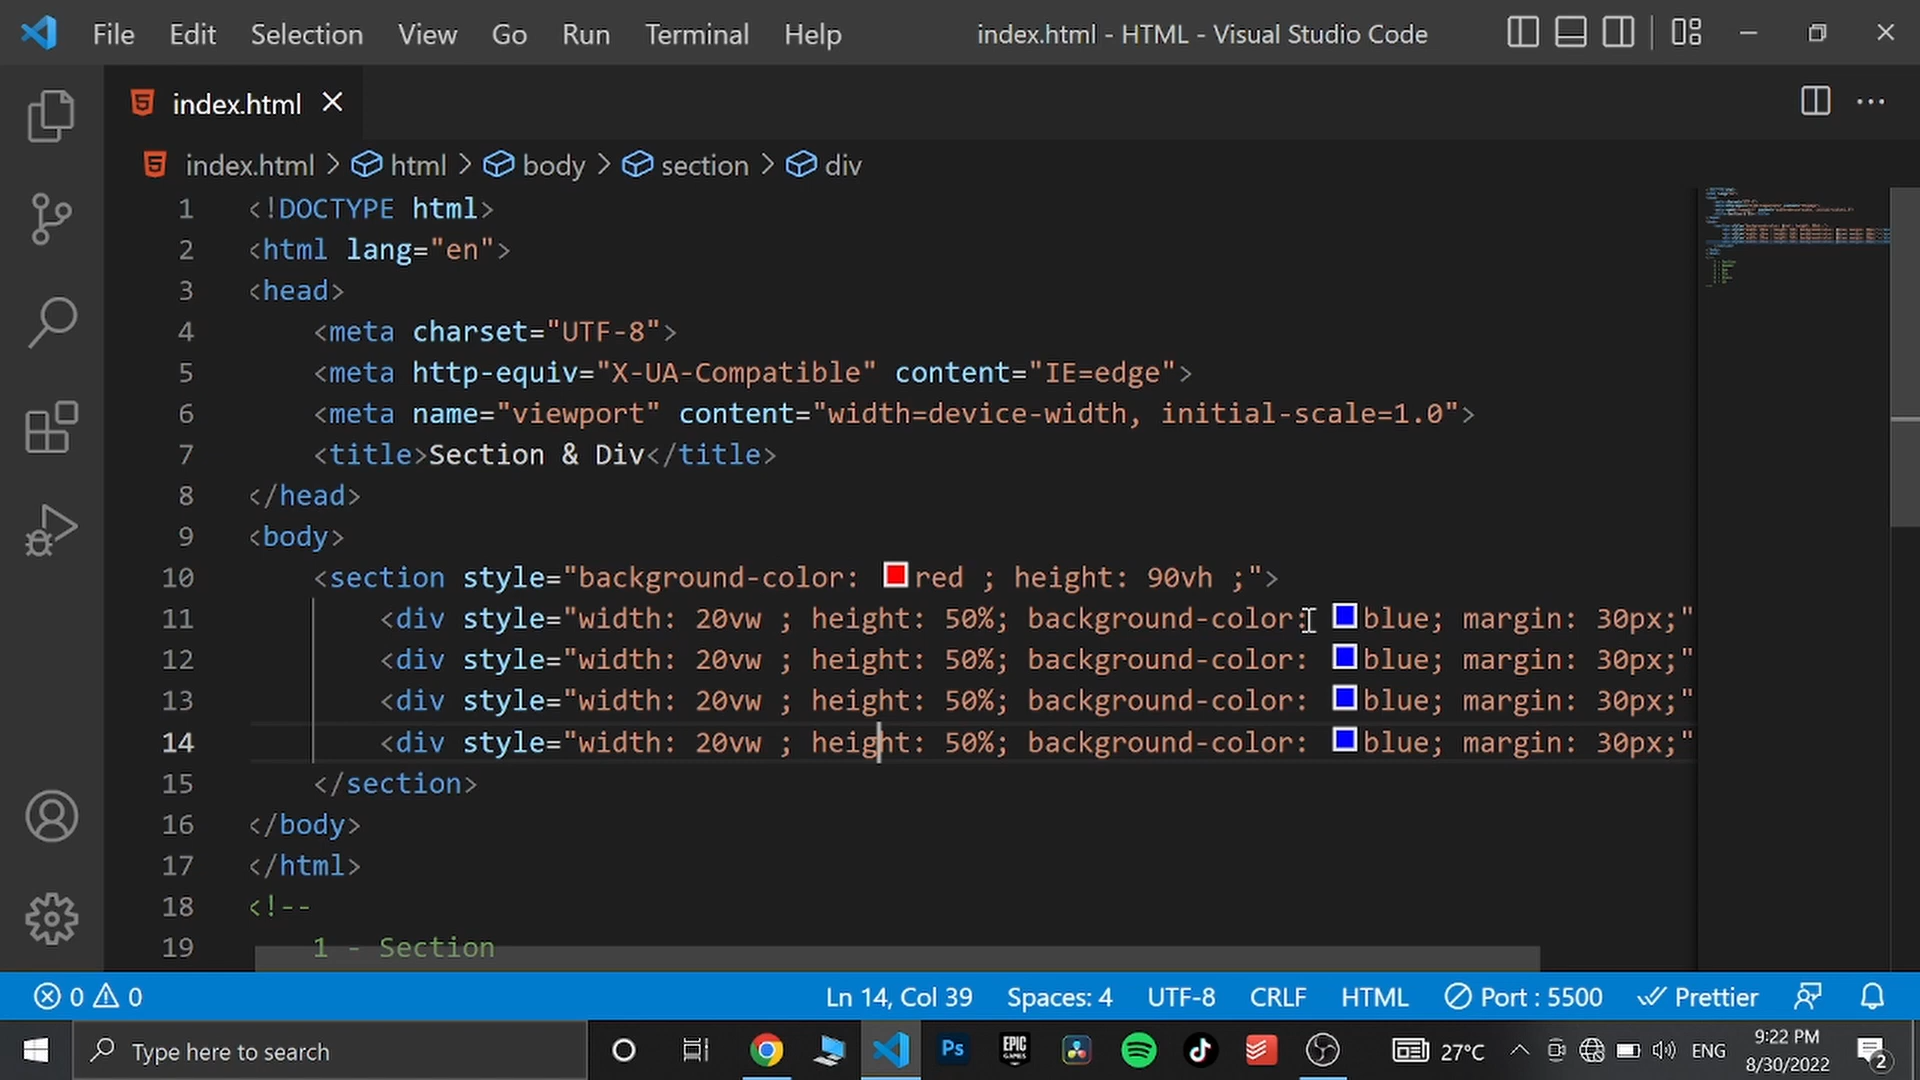 File Edit Selection View Go Run Terminal Help index.html - HTML - Visual Studio Code
index.html
index.html > html > body > section > div
1 <!DOCTYPE html>
2 <html lang="en">
3 <head>
4 <meta charset="UTF-8">
5 <meta http-equiv="X-UA-Compatible" content="IE=edge">
6 <meta name="viewport" content="width=device-width, initial-scale=1.0">
7 <title>Section & Div</title>
8 </head>
9 <body>
10 <section style="background-color: red ; height: 90vh ;">
11 <div style="width: 20vw ; height: 50%; background-color: blue; margin: 30px;"
12 <div style="width: 20vw ; height: 50%; background-color: blue; margin: 30px;"
13 <div style="width: 20vw ; height: 50%; background-color: blue; margin: 30px;"
14 <div style="width: 20vw ; height: 50%; background-color: blue; margin: 30px;"
15 </section>
16 </body>
17 </html>
18 <!--
19 1 - Section
0 0 Ln 14, Col 39 Spaces: 4 UTF-8 CRLF HTML Port : 5500 Prettier
Type here to search Ps EPIC GAMES 27°C ENG 9:22 PM
8/30/2022 2